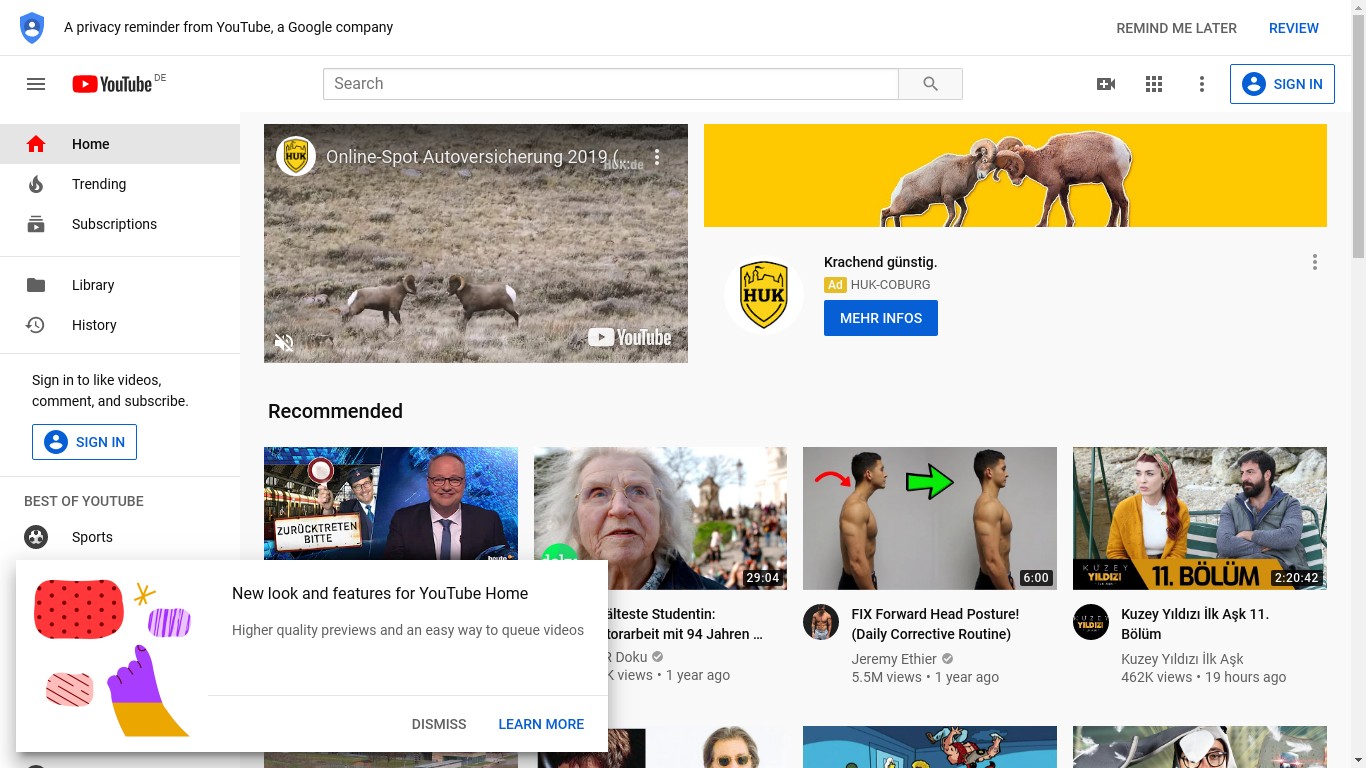 A privacy reminder from YouTube, a Google company
REMIND ME LATER
REVIEW
YouTube DE
Search
SIGN IN
Home
Trending
Subscriptions
Library
History
Sign in to like videos,
comment, and subscribe.
SIGN IN
BEST OF YOUTUBE
Sports
HUK
Online-Spot Autoversicherung 2019 (...
HUK.de
YouTube
HUK
Krachend günstig.
Ad HUK-COBURG
MEHR INFOS
Recommended
ZURÜCKTRETEN
BITTE
heute
29:04
6:00
KUZEY
YILDIZI
11. BÖLÜM
2:20:42
älteste Studentin:
torarbeit mit 94 Jahren ...
R Doku
K views • 1 year ago
FIX Forward Head Posture!
(Daily Corrective Routine)
Jeremy Ethier
5.5M views • 1 year ago
KUZEY
YILDIZI
Kuzey Yıldızı İlk Aşk 11.
Bölüm
Kuzey Yıldızı İlk Aşk
462K views • 19 hours ago
New look and features for YouTube Home
Higher quality previews and an easy way to queue videos
DISMISS
LEARN MORE